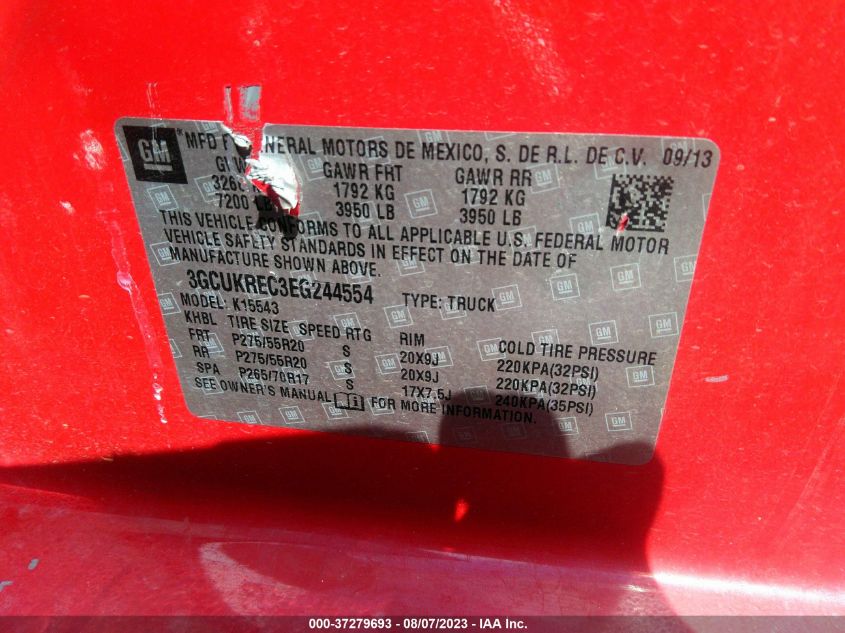 GM *MFD NERAL MOTORS DE MEXICO, S. DE R.L. DE C.V. 09/13
GAWR FRT GAWR RR
1792 KG 1792 KG
7200 3950 LB 3950 LB
THIS VEHICLE CONFORMS TO ALL APPLICABLE U.S. FEDERAL MOTOR
VEHICLE SAFETY STANDARDS IN EFFECT ON THE DATE OF
MANUFACTURE SHOWN ABOVE.
3GCUKREC3EG244554 TYPE: TRUCK
MODEL: K15543
KHBL TIRE SIZE SPEED RTG RIM COLD TIRE PRESSURE
FRT P275/55R20 S 20X9J 220KPA(32PSI)
RR P275/55R20 S 20X9J 220KPA(32PSI)
SPA P265/70R17 S 17X7.5J 240KPA(35PSI)
SEE OWNER'S MANUAL FOR MORE INFORMATION.
000-37279693 - 08/07/2023 - IAA Inc.